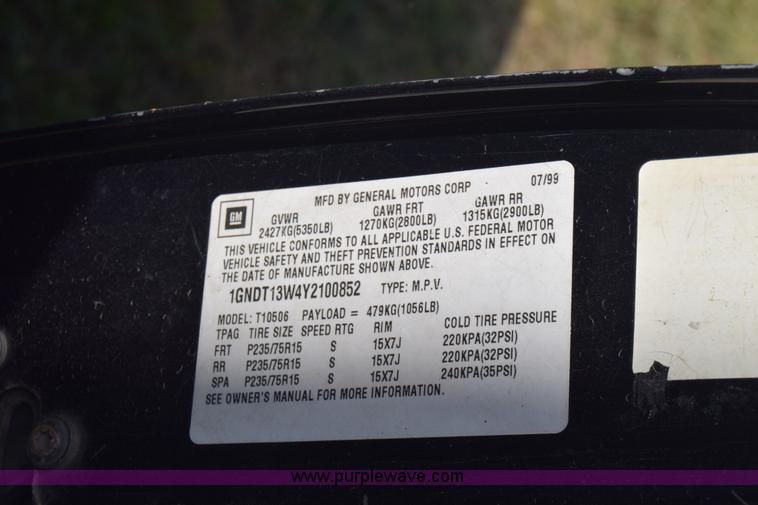 MFD BY GENERAL MOTORS CORP 07/99
GM
GVWR GAWR FRT GAWR RR
2427KG(5350LB) 1270KG(2800LB) 1315KG(2900LB)
THIS VEHICLE CONFORMS TO ALL APPLICABLE U.S. FEDERAL MOTOR
VEHICLE SAFETY AND THEFT PREVENTION STANDARDS IN EFFECT ON
THE DATE OF MANUFACTURE SHOWN ABOVE.
1GNDT13W4Y2100852 TYPE: M.P.V.
MODEL: T10506 PAYLOAD = 479KG(1056LB)
TPAG TIRE SIZE SPEED RTG RIM COLD TIRE PRESSURE
FRT P235/75R15 S 15X7J 220KPA(32PSI)
RR P235/75R15 S 15X7J 220KPA(32PSI)
SPA P235/75R15 S 15X7J 240KPA(35PSI)
SEE OWNER'S MANUAL FOR MORE INFORMATION.
www.purplewave.com